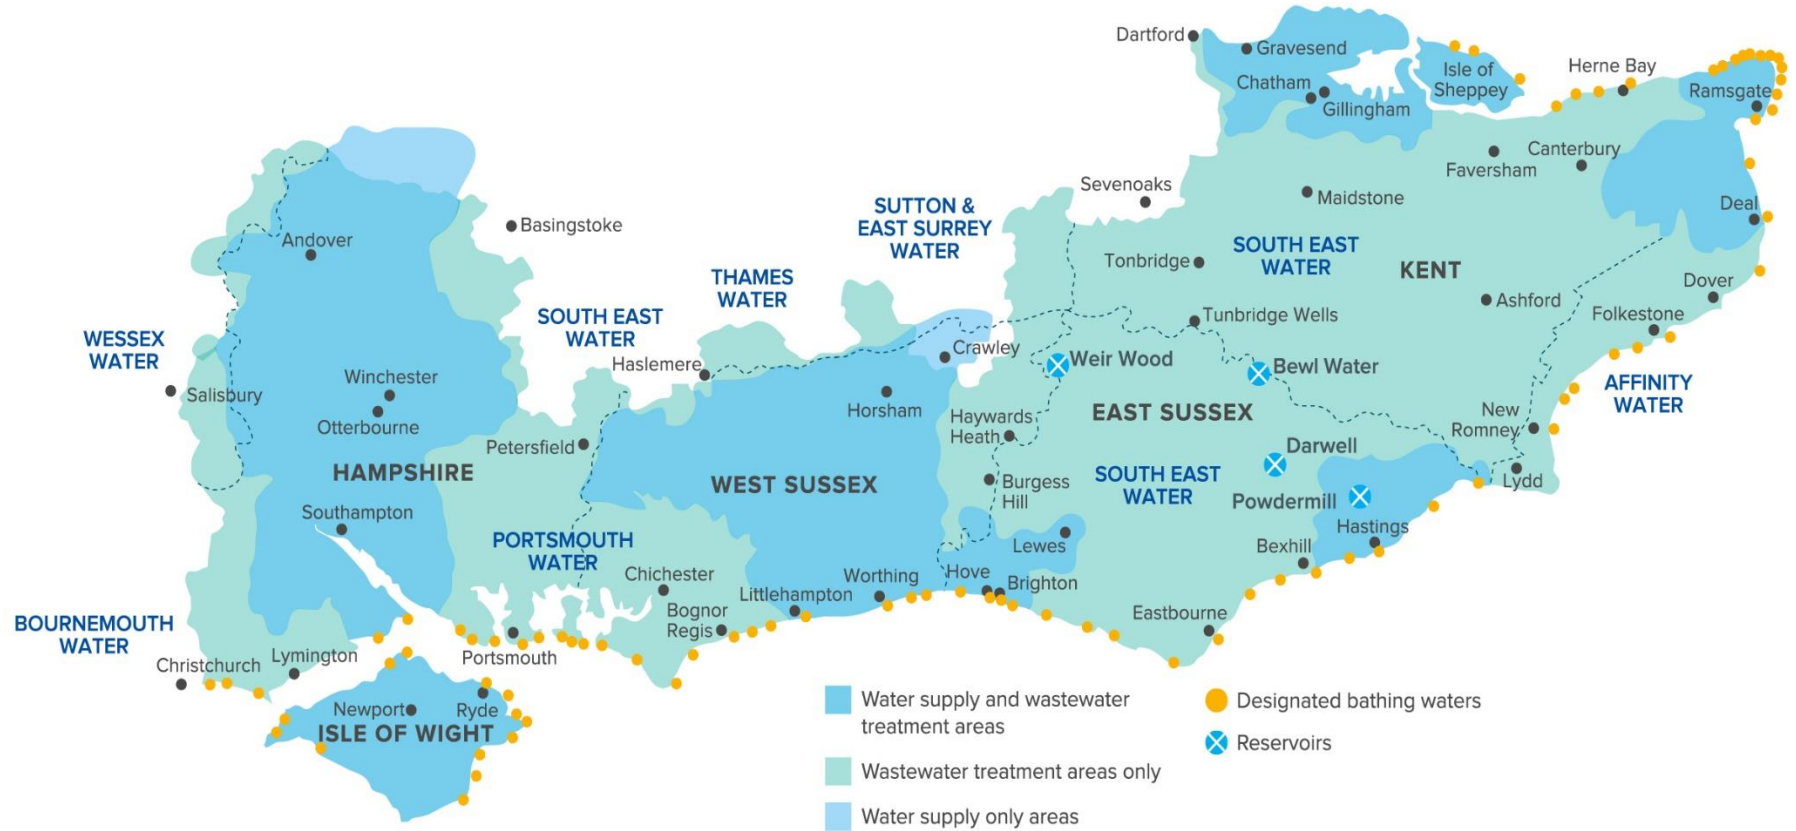 Dartford
Gravesend
Chatham
Gillingham
Isle of
Sheppey
Herne Bay
Ramsgate
Faversham
Canterbury
Sevenoaks
Maidstone
Deal
SUTTON &
EAST SURREY
WATER
Basingstoke
Andover
SOUTH EAST
WATER
KENT
Tonbridge
THAMES
WATER
Dover
Ashford
Folkestone
Tunbridge Wells
SOUTH EAST
WATER
WESSEX
WATER
Haslemere
Crawley
Weir Wood
Bewl Water
AFFINITY
WATER
Salisbury
Winchester
Otterbourne
Horsham
Haywards
Heath
EAST SUSSEX
New
Romney
Petersfield
Darwell
HAMPSHIRE
WEST SUSSEX
Burgess
Hill
SOUTH EAST
WATER
Lydd
Powdermill
Southampton
Hastings
PORTSMOUTH
WATER
Lewes
Bexhill
Chichester
Worthing
Hove
Brighton
Littlehampton
Bognor
Regis
Eastbourne
BOURNEMOUTH
WATER
Christchurch
Lymington
Portsmouth
Newport
Ryde
ISLE OF WIGHT
Water supply and wastewater
treatment areas
Wastewater treatment areas only
Water supply only areas
Designated bathing waters
Reservoirs